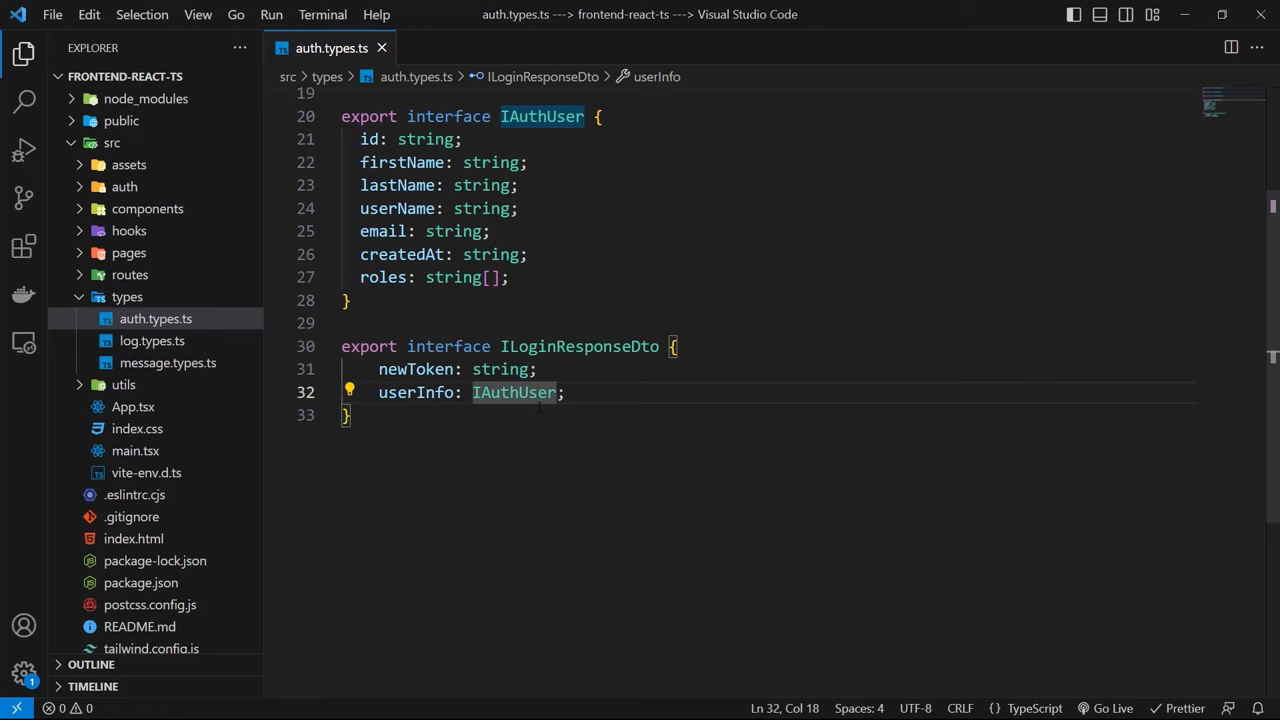 File Edit Selection View Go Run Terminal Help
auth.types.ts ---> frontend-react-ts ---> Visual Studio Code
EXPLORER
FRONTEND-REACT-TS
node_modules
public
src
assets
auth
components
hooks
pages
routes
types
auth.types.ts
log.types.ts
message.types.ts
utils
App.tsx
index.css
main.tsx
vite-env.d.ts
.eslintrc.cjs
.gitignore
index.html
package-lock.json
package.json
postcss.config.js
README.md
tailwind.config.js
OUTLINE
TIMELINE
auth.types.ts
src > types > auth.types.ts > ILoginResponseDto > userInfo
19
20 export interface IAuthUser {
21 id: string;
22 firstName: string;
23 lastName: string;
24 userName: string;
25 email: string;
26 createdAt: string;
27 roles: string[];
28 }
29
30 export interface ILoginResponseDto {
31 newToken: string;
32 userInfo: IAuthUser;
33 }
1
0 0 Ln 32, Col 18 Spaces: 4 UTF-8 CRLF {} TypeScript Go Live Prettier